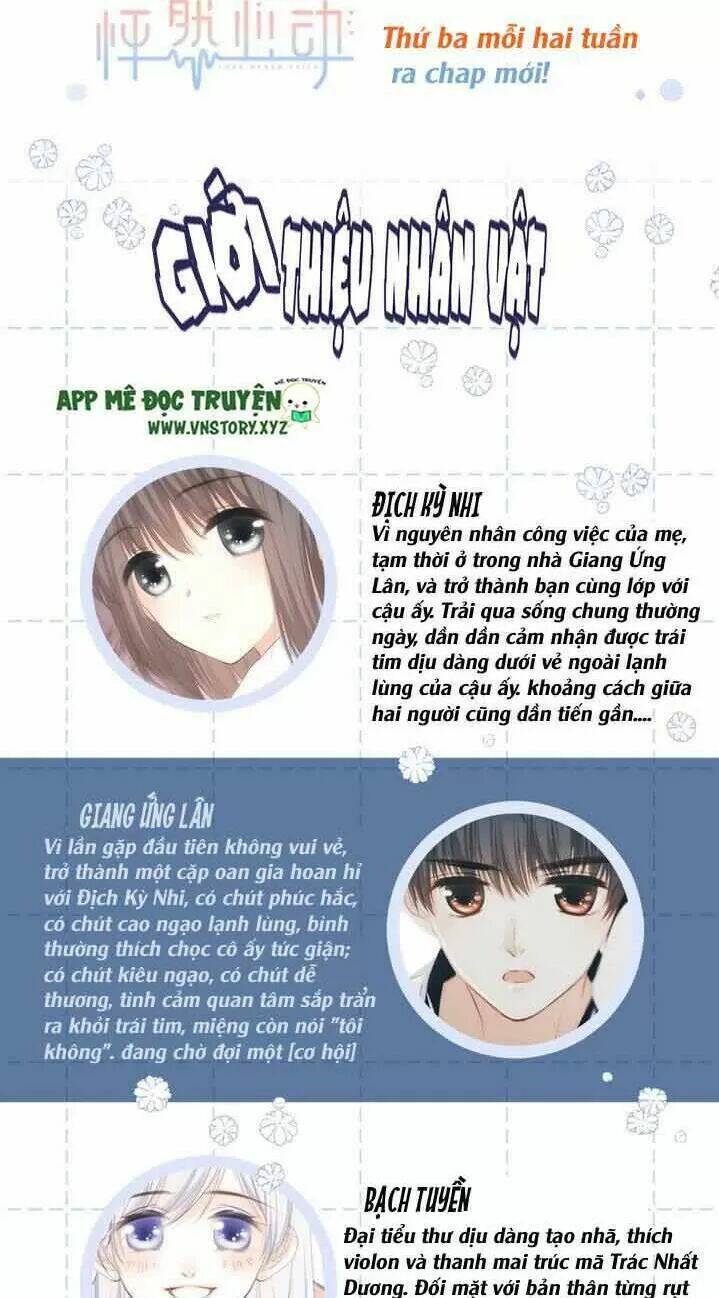 怦然心动
Thứ ba mỗi hai tuần
ra chap mới!
GIỚI THIỆU NHÂN VẬT
MÊ ĐỌC TRUYỆN
APP MÊ ĐỌC TRUYỆN
WWW.VNSTORY.XYZ
ĐỊCH KỲ NHI
Vì nguyên nhân công việc của mẹ,
tạm thời ở trong nhà Giang Ứng
Lân, và trở thành bạn cùng lớp với
cậu ấy. Trải qua sống chung thường
ngày, dần dần cảm nhận được trái
tim dịu dàng dưới vẻ ngoài lạnh
lùng của cậu ấy. khoảng cách giữa
hai người cũng dần tiến gần....
GIANG ỨNG LÂN
Vì lần gặp đầu tiên không vui vẻ,
trở thành một cặp oan gia hoan hỉ
với Địch Kỳ Nhi, có chút phúc hắc,
có chút cao ngạo lạnh lùng, bình
thường thích chọc cô ấy tức giận;
có chút kiêu ngạo, có chút dễ
thương, tình cảm quan tâm sắp trẩn
ra khỏi trái tim, miệng còn nói "tôi
không". đang chờ đợi một [cơ hội]
BẠCH TUYỀN
Đại tiểu thư dịu dàng tạo nhã, thích
violon và thanh mai trúc mã Trác Nhất
Dương. Đối mặt với bản thân từng rụt